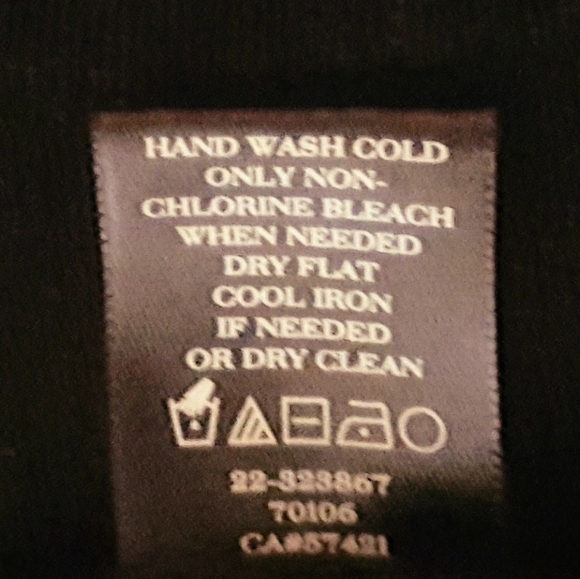 HAND WASH COLD
ONLY NON-
CHLORINE BLEACH
WHEN NEEDED
DRY FLAT
COOL IRON
IF NEEDED
OR DRY CLEAN
22-323867
70106
CA#57421